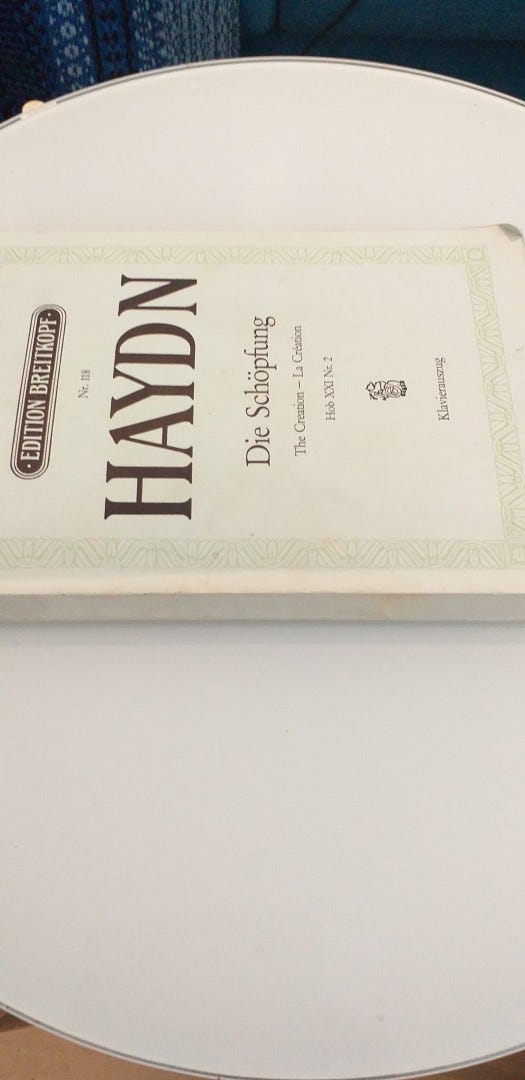 · EDITION BREITKOPF ·
Nr. 118
HAYDN
Die Schöpfung
The Creation – La Création
Hob XXI Nr. 2
Klavierauszug